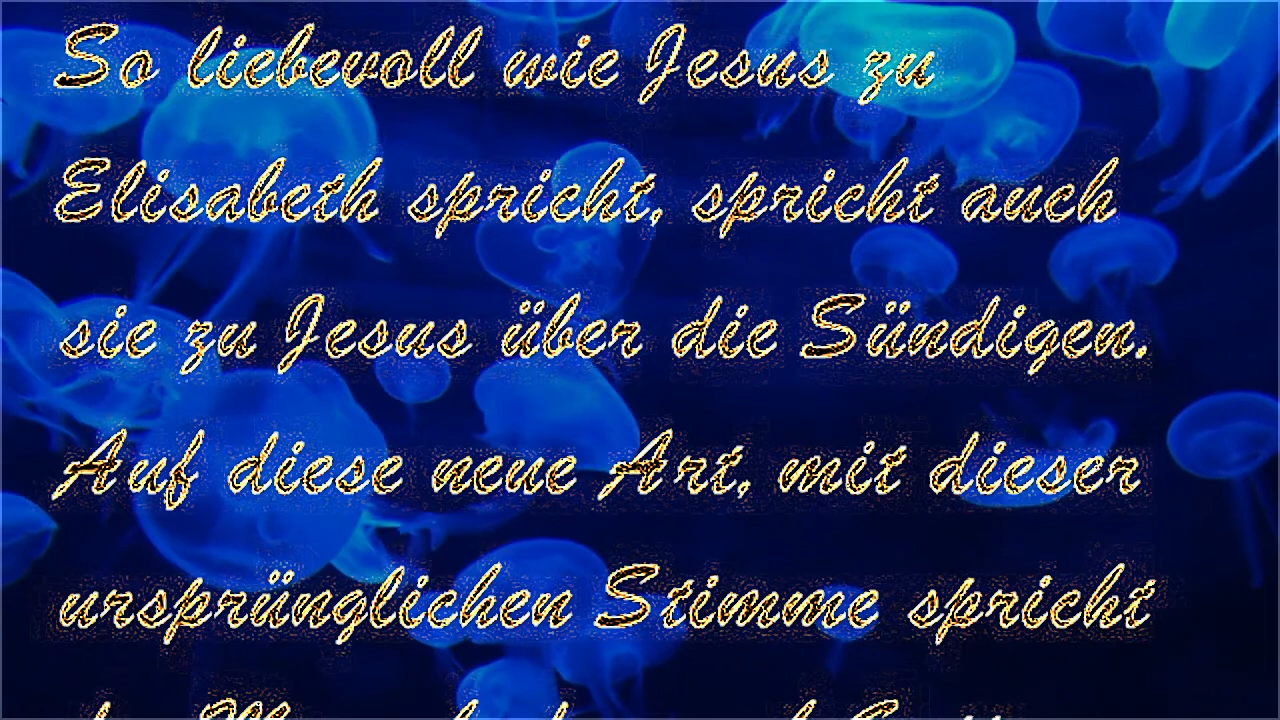 So liebevoll wie Jesus zu
Elisabeth spricht, spricht auch
sie zu Jesus über die Sündigen.
Auf diese neue Art, mit dieser
ursprünglichen Stimme spricht